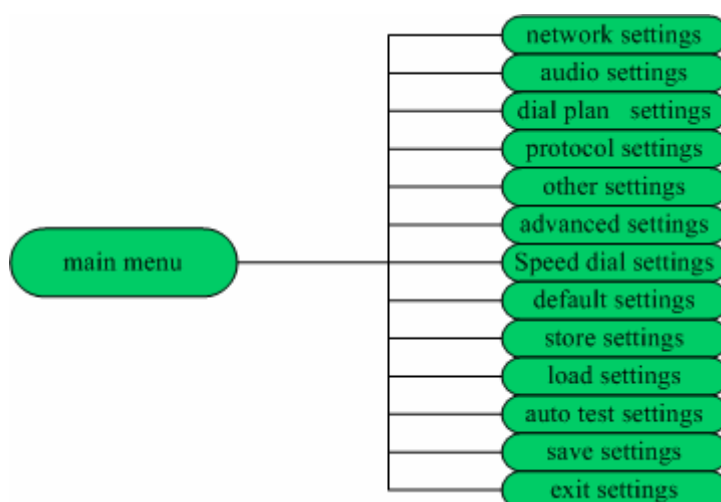 main menu
network settings
audio settings
dial plan settings
protocol settings
other settings
advanced settings
Speed dial settings
default settings
store settings
load settings
auto test settings
save settings
exit settings